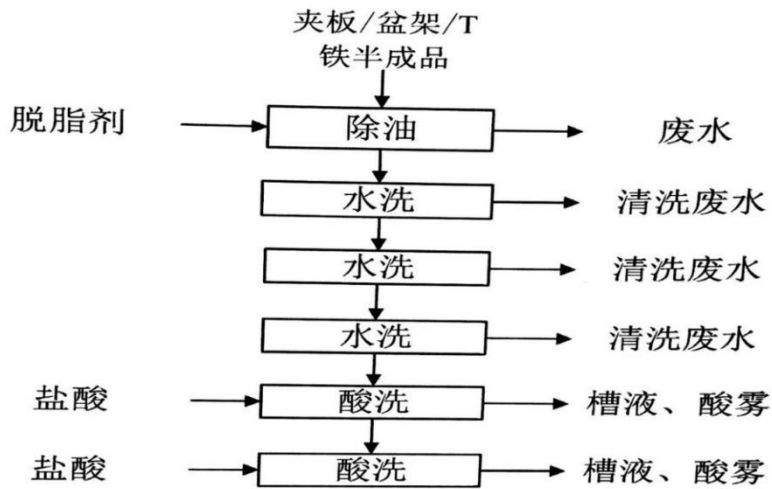 夹板/盆架/T
铁半成品
脱脂剂 除油 废水
水洗 清洗废水
水洗 清洗废水
水洗 清洗废水
盐酸 酸洗 槽液、酸雾
盐酸 酸洗 槽液、酸雾